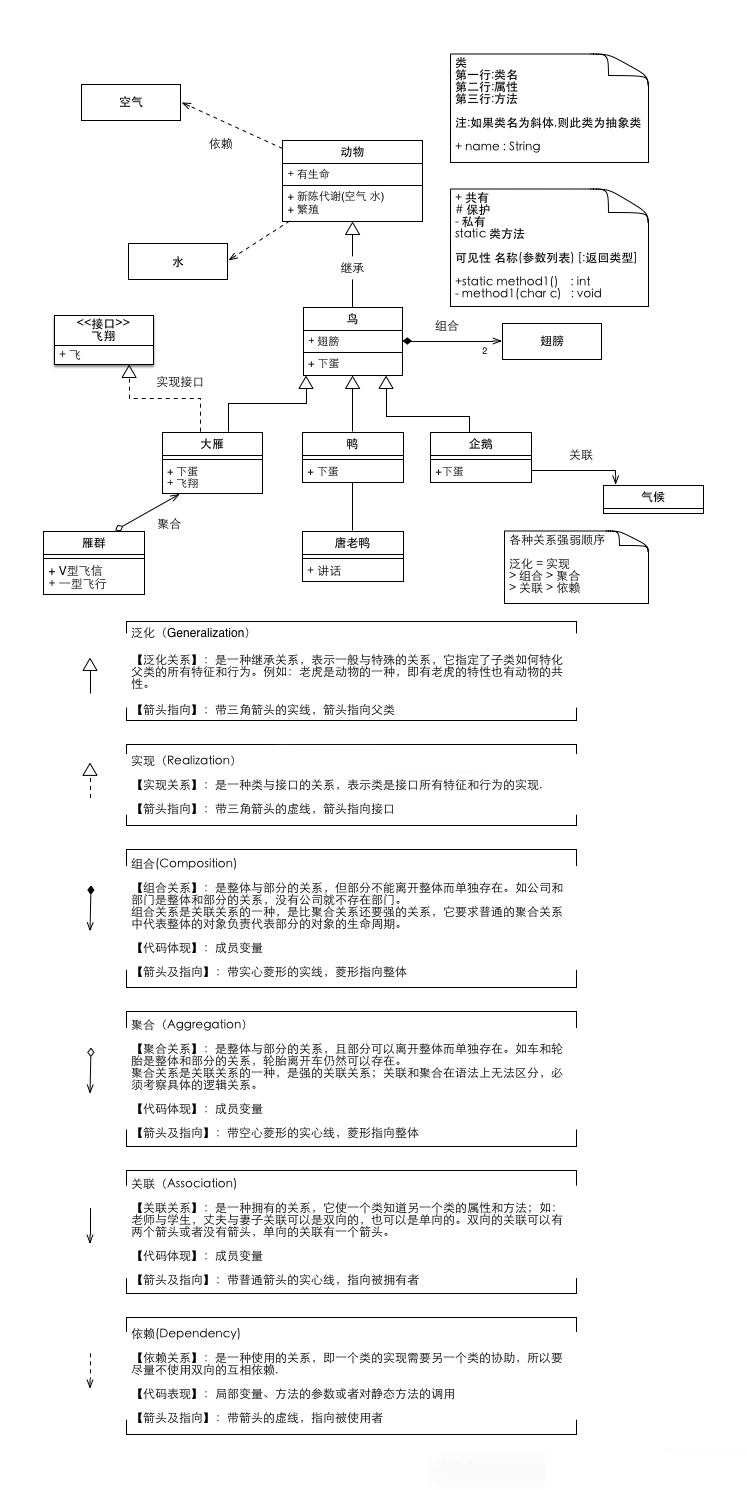 类
第一行:类名
第二行:属性
第三行:方法
注:如果类名为斜体,则此类为抽象类
+ name : String
空气
依赖
动物
+ 有生命
+ 新陈代谢(空气 水)
+ 繁殖
+ 共有
# 保护
- 私有
static 类方法
可见性 名称(参数列表) [:返回类型]
+static method1() : int
- method1(char c) : void
水
继承
<<接口>>
飞翔
+ 飞
鸟
+ 翅膀
+ 下蛋
组合
2
翅膀
实现接口
大雁
+ 下蛋
+ 飞翔
鸭
+ 下蛋
企鹅
+下蛋
关联
气候
聚合
雁群
+ V型飞信
+ 一型飞行
唐老鸭
+ 讲话
各种关系强弱顺序
泛化 = 实现
> 组合 > 聚合
> 关联 > 依赖
泛化（Generalization）
【泛化关系】：是一种继承关系，表示一般与特殊的关系，它指定了子类如何特化
父类的所有特征和行为。例如：老虎是动物的一种，即有老虎的特性也有动物的共
性。
【箭头指向】：带三角箭头的实线，箭头指向父类
实现（Realization）
【实现关系】：是一种类与接口的关系，表示类是接口所有特征和行为的实现.
【箭头指向】：带三角箭头的虚线，箭头指向接口
组合(Composition)
【组合关系】：是整体与部分的关系，但部分不能离开整体而单独存在。如公司和
部门是整体和部分的关系，没有公司就不存在部门。
组合关系是关联关系的一种，是比聚合关系还要强的关系，它要求普通的聚合关系
中代表整体的对象负责代表部分的对象的生命周期。
【代码体现】：成员变量
【箭头及指向】：带实心菱形的实线，菱形指向整体
聚合（Aggregation）
【聚合关系】：是整体与部分的关系，且部分可以离开整体而单独存在。如车和轮
胎是整体和部分的关系，轮胎离开车仍然可以存在。
聚合关系是关联关系的一种，是强的关联关系；关联和聚合在语法上无法区分，必
须考察具体的逻辑关系。
【代码体现】：成员变量
【箭头及指向】：带空心菱形的实心线，菱形指向整体
关联（Association）
【关联关系】：是一种拥有的关系，它使一个类知道另一个类的属性和方法；如：
老师与学生，丈夫与妻子关联可以是双向的，也可以是单向的。双向的关联可以有
两个箭头或者没有箭头，单向的关联有一个箭头。
【代码体现】：成员变量
【箭头及指向】：带普通箭头的实心线，指向被拥有者
依赖(Dependency)
【依赖关系】：是一种使用的关系，即一个类的实现需要另一个类的协助，所以要
尽量不使用双向的互相依赖.
【代码表现】：局部变量、方法的参数或者对静态方法的调用
【箭头及指向】：带箭头的虚线，指向被使用者